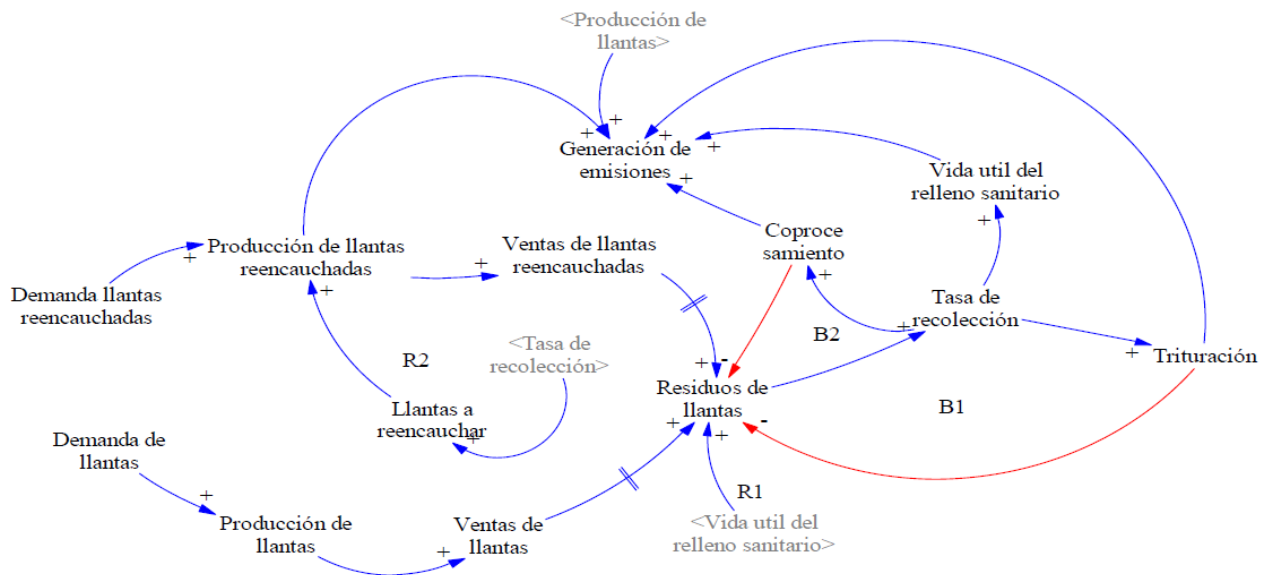 <Producción de
llantas>
+
+
+
+
Generación de
emisiones
+
Vida util del
relleno sanitario
+
Coproce
samiento
+
Producción de llantas
reencauchadas
+
+
Ventas de llantas
reencauchadas
+
Demanda llantas
reencauchadas
Tasa de
recolección
+
B2
+
Trituración
<Tasa de
recolección>
R2
+
-
Residuos de
llantas
+
+
-
B1
Llantas a
reencauchar
+
Demanda de
llantas
+
Producción de
llantas
+
Ventas de
llantas
R1
<Vida util del
relleno sanitario>